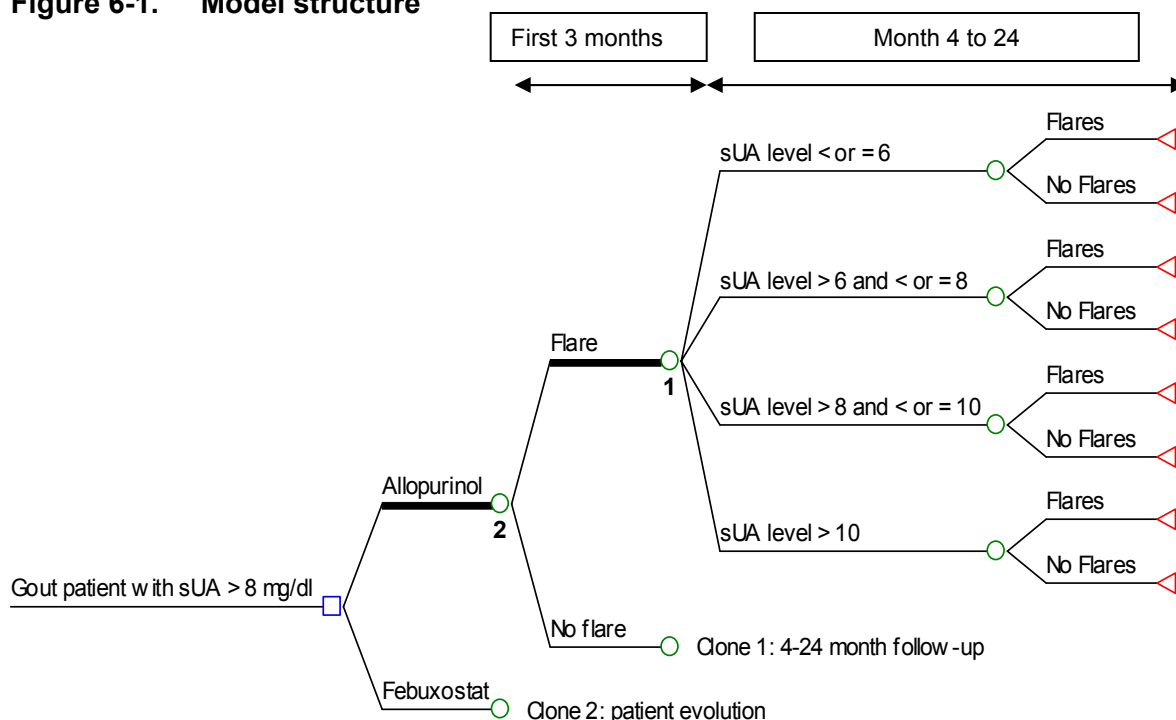 Figure 6-1. Model structure
First 3 months
Month 4 to 24
Flares
sUA level < or = 6
No Flares
Flares
sUA level > 6 and < or = 8
No Flares
Flare
1
Flares
sUA level > 8 and < or = 10
No Flares
Allopurinol
2
Flares
sUA level > 10
No Flares
Gout patient with sUA > 8 mg/dl
No flare
Clone 1: 4-24 month follow-up
Febuxostat
Clone 2: patient evolution